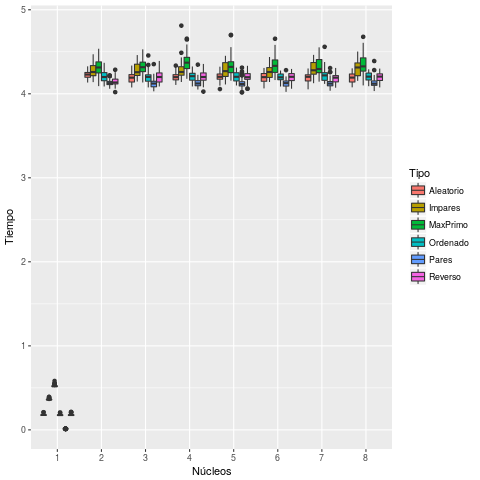 5
4
3
2
1
0
Tiempo
1 2 3 4 5 6 7 8
Núcleos
Tipo
Aleatorio
Impares
MaxPrimo
Ordenado
Pares
Reverso